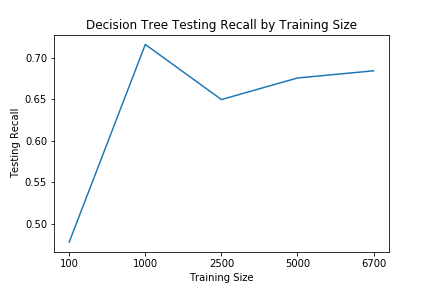 Decision Tree Testing Recall by Training Size
Testing Recall
0.70
0.65
0.60
0.55
0.50
100 1000 2500 5000 6700
Training Size